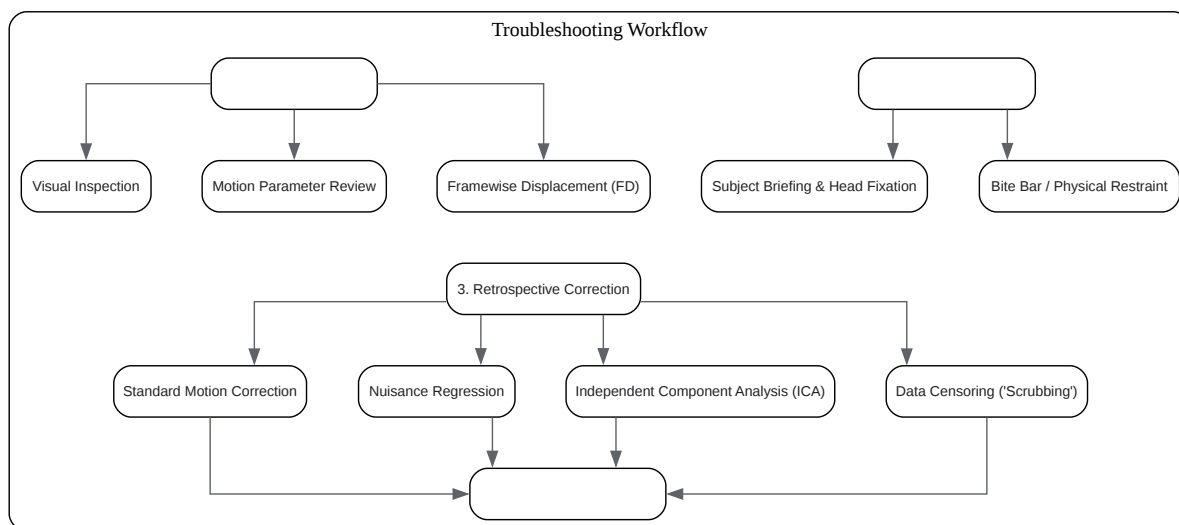 Troubleshooting Workflow
Visual Inspection
Motion Parameter Review
Framewise Displacement (FD)
Subject Briefing & Head Fixation
Bite Bar / Physical Restraint
3. Retrospective Correction
Standard Motion Correction
Nuisance Regression
Independent Component Analysis (ICA)
Data Censoring ('Scrubbing')